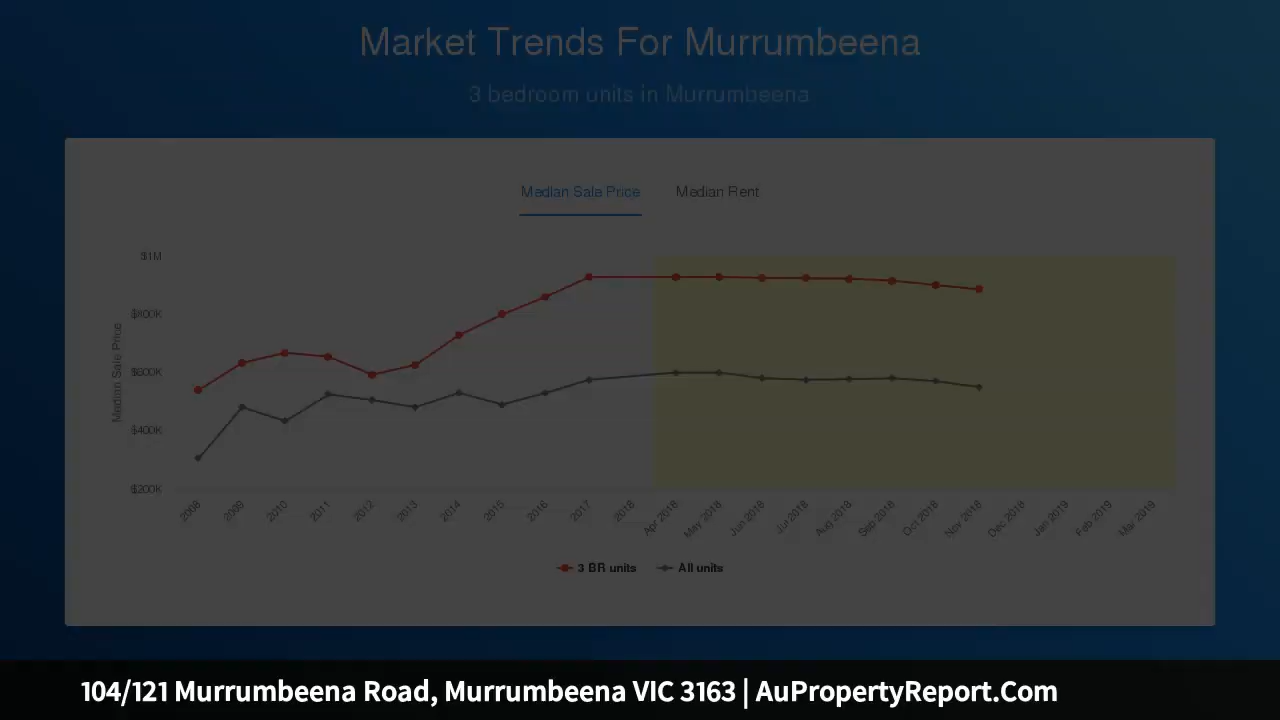 Market Trends For Murrumbeena
3 bedroom units in Murrumbeena
Median Sale Price Median Rent
$1M
$800K
$600K
$400K
$200K
Median Sale Price
2008 2009 2010 2011 2012 2013 2014 2015 2016 2017 2018 Apr 2018 May 2018 Jun 2018 Jul 2018 Aug 2018 Sep 2018 Oct 2018 Nov 2018 Dec 2018 Jan 2019 Feb 2019 Mar 2019
3 BR units All units
104/121 Murrumbeena Road, Murrumbeena VIC 3163 | AuPropertyReport.Com